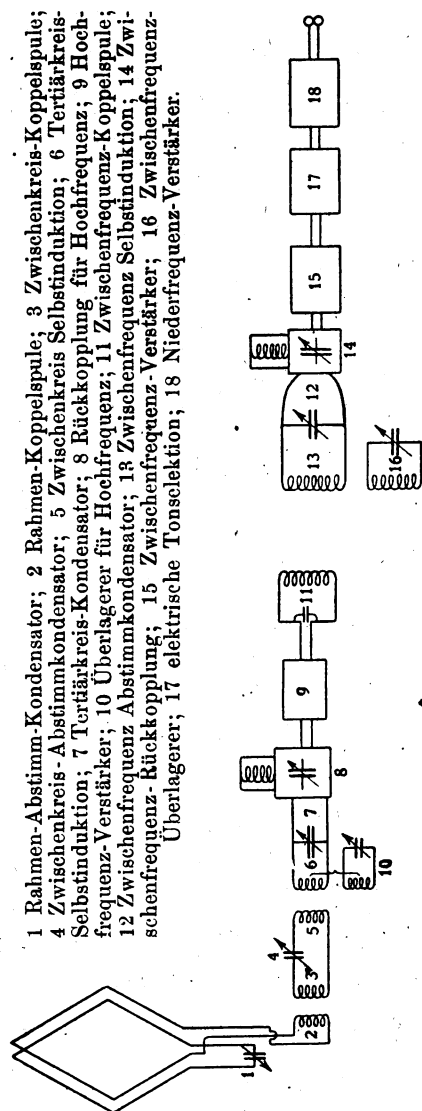 1 Rahmen-Abstimm-Kondensator; 2 Rahmen-Koppelspule; 3 Zwischenkreis-Koppelspule;
4 Zwischenkreis-Abstimmkondensator; 5 Zwischenkreis Selbstinduktion; 6 Tertiärkreis-
Selbstinduktion; 7 Tertiärkreis-Kondensator; 8 Rückkopplung für Hochfrequenz; 9 Hoch-
frequenz-Verstärker; 10 Überlagerer für Hochfrequenz; 11 Zwischenfrequenz-Koppelspule;
12 Zwischenfrequenz Abstimmkondensator; 13 Zwischenfrequenz Selbstinduktion; 14 Zwi-
schenfrequenz-Rückkopplung; 15 Zwischenfrequenz-Verstärker; 16 Zwischenfrequenz-
Überlagerer; 17 elektrische Tonselektion; 18 Niederfrequenz-Verstärker.
1
2
3
4
5
6
7
8
9
10
11
12
13
14
15
16
17
18